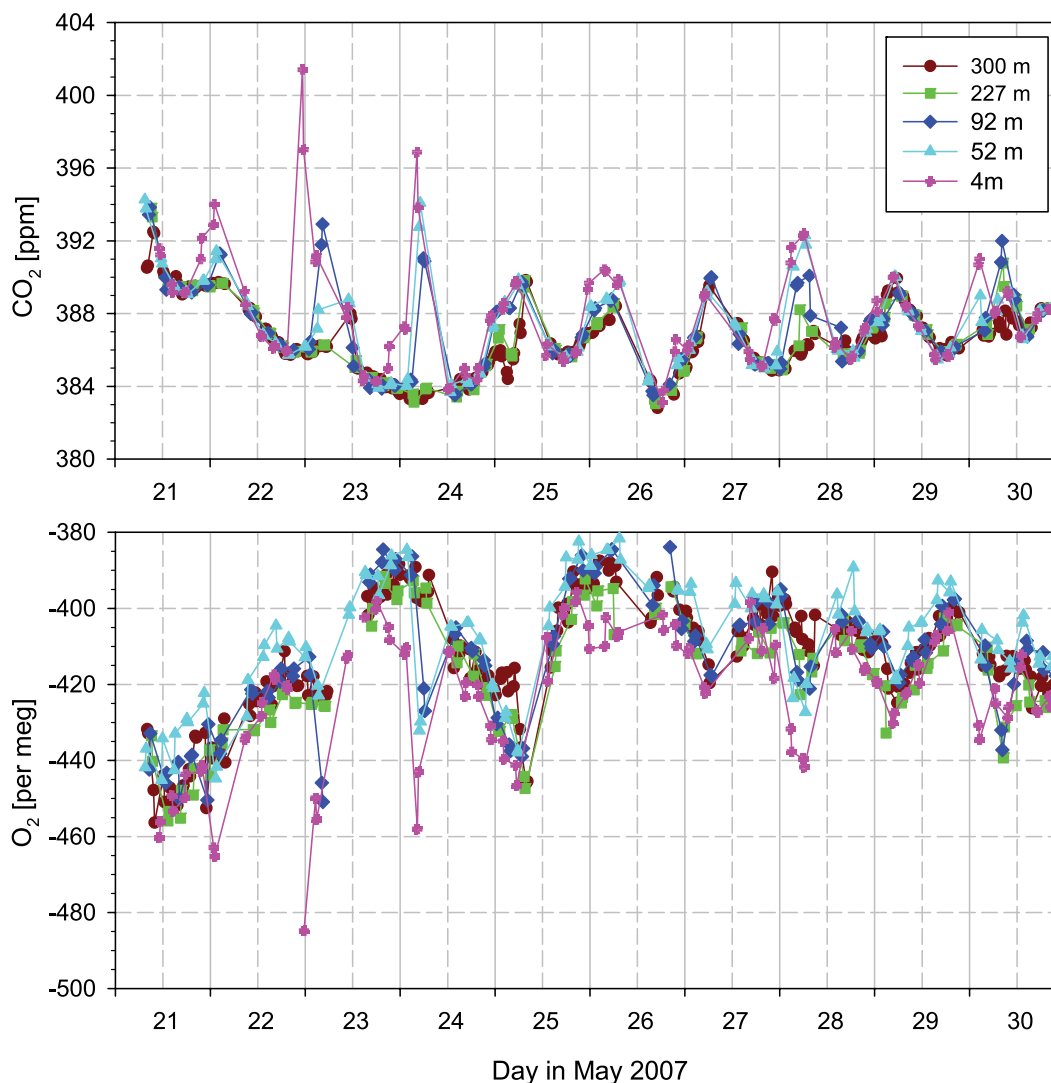 404
400
396
392
388
384
380
CO2 [ppm]
300 m
227 m
92 m
52 m
4m
21 22 23 24 25 26 27 28 29 30
-380
-400
-420
-440
-460
-480
-500
O2 [per meg]
21 22 23 24 25 26 27 28 29 30
Day in May 2007